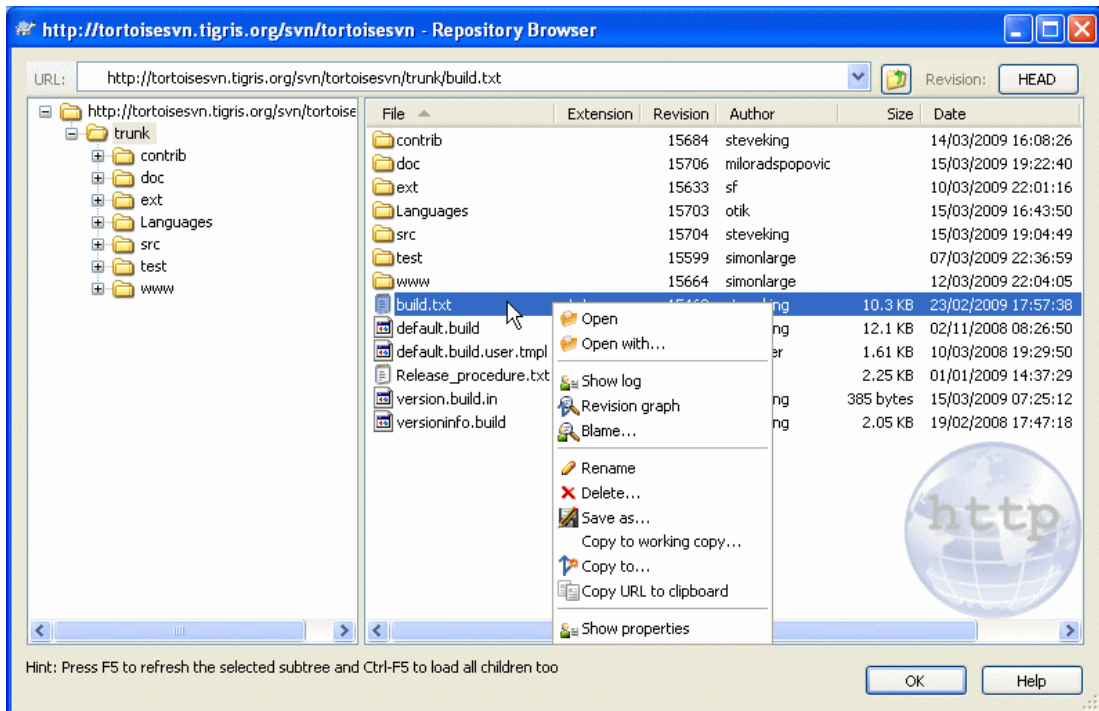 http://tortoisesvn.tigris.org/svn/tortoisesvn - Repository Browser
URL: http://tortoisesvn.tigris.org/svn/tortoisesvn/trunk/build.txt Revision: HEAD
http://tortoisesvn.tigris.org/svn/tortoise
trunk
contrib
doc
ext
Languages
src
test
www
File Extension Revision Author Size Date
contrib 15684 steveking 14/03/2009 16:08:26
doc 15706 miloradspopovic 15/03/2009 19:22:40
ext 15633 sf 10/03/2009 22:01:16
Languages 15703 otik 15/03/2009 16:43:50
src 15704 steveking 15/03/2009 19:04:49
test 15599 simonlarge 07/03/2009 22:36:59
www 15664 simonlarge 12/03/2009 22:04:05
build.txt ng 10.3 KB 23/02/2009 17:57:38
default.build ng 12.1 KB 02/11/2008 08:26:50
default.build.user.tmpl er 1.61 KB 10/03/2008 19:29:50
Release_procedure.txt 2.25 KB 01/01/2009 14:37:29
version.build.in ng 385 bytes 15/03/2009 07:25:12
versioninfo.build ng 2.05 KB 19/02/2008 17:47:18
Open
Open with...
Show log
Revision graph
Blame...
Rename
Delete...
Save as...
Copy to working copy...
Copy to...
Copy URL to clipboard
Show properties
http
Hint: Press F5 to refresh the selected subtree and Ctrl-F5 to load all children too
OK Help